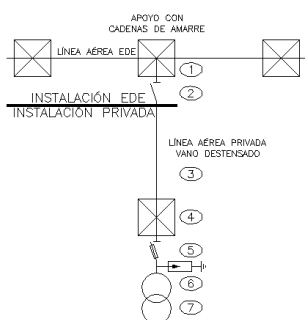 APOYO CON
CADENAS DE AMARRE
LÍNEA AÉREA EDE
1
2
INSTALACIÓN EDE
INSTALACIÓN PRIVADA
LÍNEA AÉREA PRIVADA
VANO DESTENSADO
3
4
5
6
7